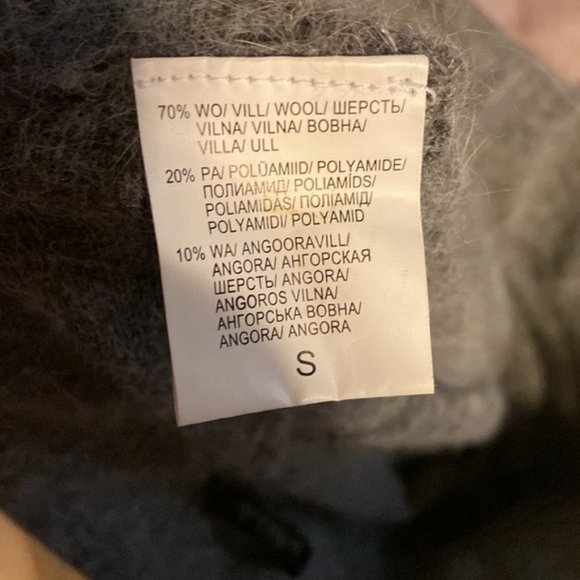 70% WO/ VILL/ WOOL/ ШЕРСТЬ/
VILNA/ VILNA/ ВОВНА/
VILLA/ ULL
20% PA/ POLÜAMIID/ POLYAMIDE/
ПОЛИАМИД/ POLIAMĪDS/
POLIAMIDAS/ ПОЛІАМІД/
POLYAMIDI/ POLYAMID
10% WA/ ANGOORAVILL/
ANGORA/ АНГОРСКАЯ
ШЕРСТЬ/ ANGORA/
ANGOROS VILNA/
АНГОРСЬКА ВОВНА/
ANGORA/ ANGORA
S